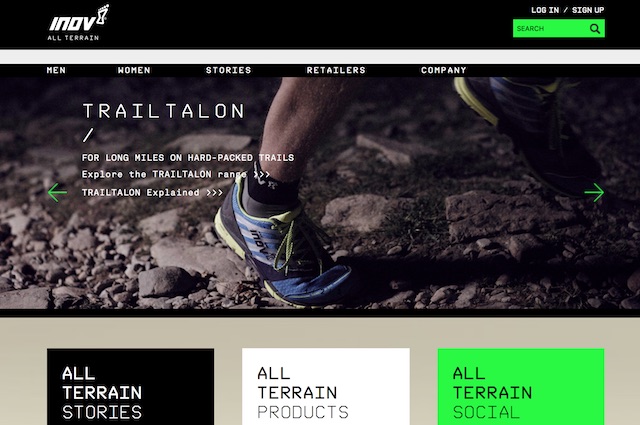 INOV
ALL TERRAIN
LOG IN / SIGN UP
SEARCH
MEN WOMEN STORIES RETAILERS COMPANY
TRAILTALON
/
FOR LONG MILES ON HARD-PACKED TRAILS
Explore the TRAILTALON range >>>
TRAILTALON Explained >>>
ALL
TERRAIN
STORIES
ALL
TERRAIN
PRODUCTS
ALL
TERRAIN
SOCIAL